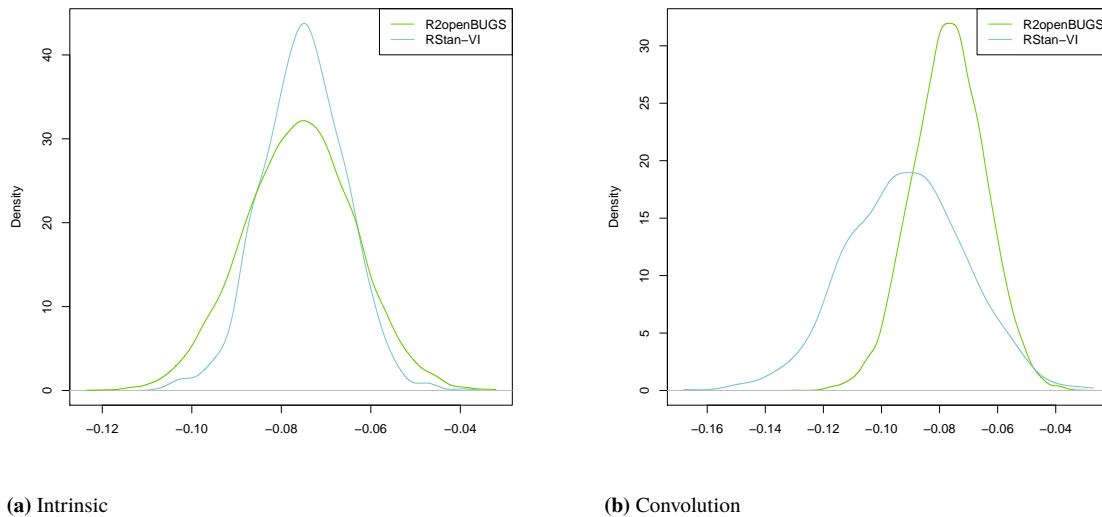 R2openBUGS
RStan−VI
Density
40
30
20
10
0
−0.12 −0.10 −0.08 −0.06 −0.04
(a) Intrinsic
R2openBUGS
RStan−VI
Density
30
25
20
15
10
5
0
−0.16 −0.14 −0.12 −0.10 −0.08 −0.06 −0.04
(b) Convolution